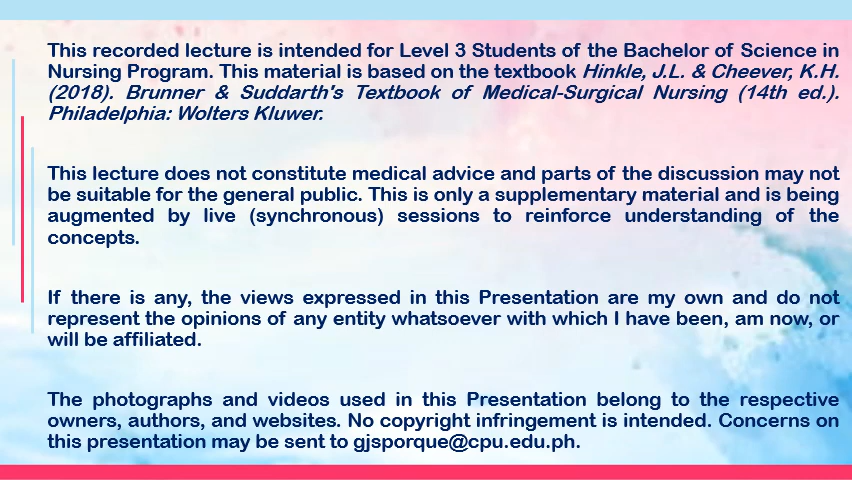 This recorded lecture is intended for Level 3 Students of the Bachelor of Science in
Nursing Program. This material is based on the textbook Hinkle, J.L. & Cheever, K.H.
(2018). Brunner & Suddarth's Textbook of Medical-Surgical Nursing (14th ed.).
Philadelphia: Wolters Kluwer.
This lecture does not constitute medical advice and parts of the discussion may not
be suitable for the general public. This is only a supplementary material and is being
augmented by live (synchronous) sessions to reinforce understanding of the
concepts.
If there is any, the views expressed in this Presentation are my own and do not
represent the opinions of any entity whatsoever with which I have been, am now, or
will be affiliated.
The photographs and videos used in this Presentation belong to the respective
owners, authors, and websites. No copyright infringement is intended. Concerns on
this presentation may be sent to gjsporque@cpu.edu.ph.